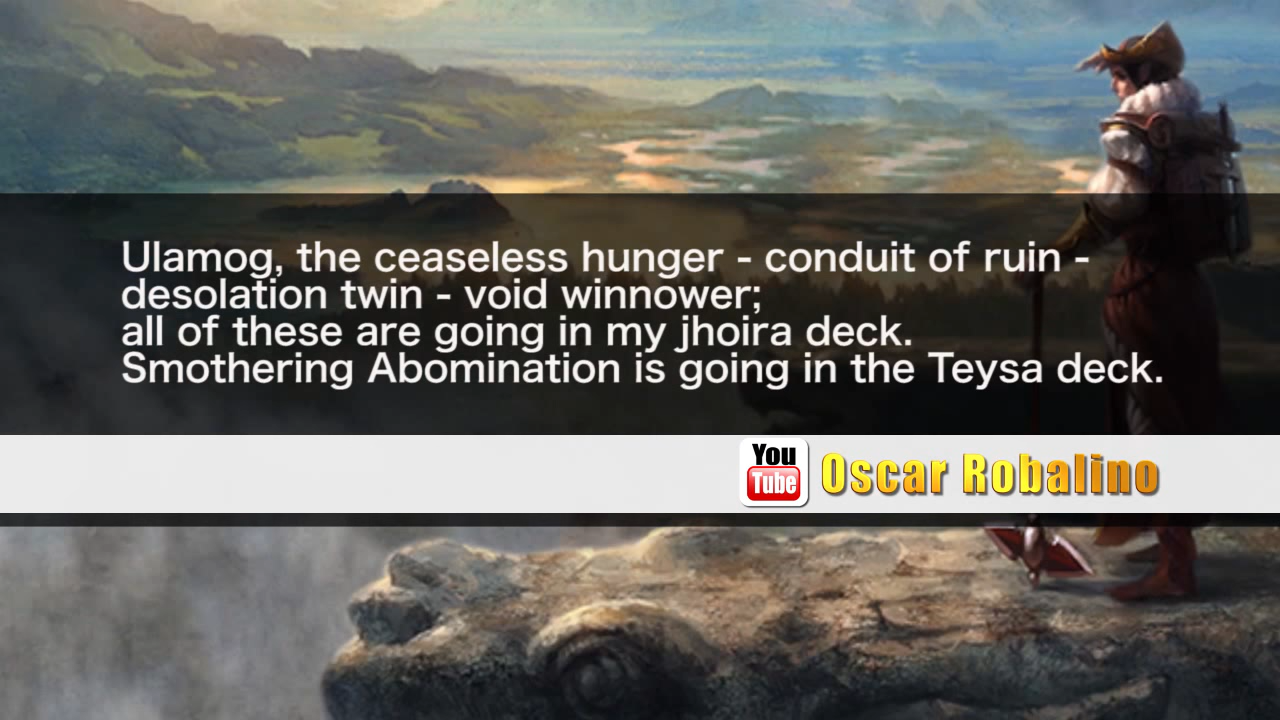 Ulamog, the ceaseless hunger - conduit of ruin -
desolation twin - void winnower;
all of these are going in my jhoira deck.
Smothering Abomination is going in the Teysa deck.
You
Tube
Oscar Robalino